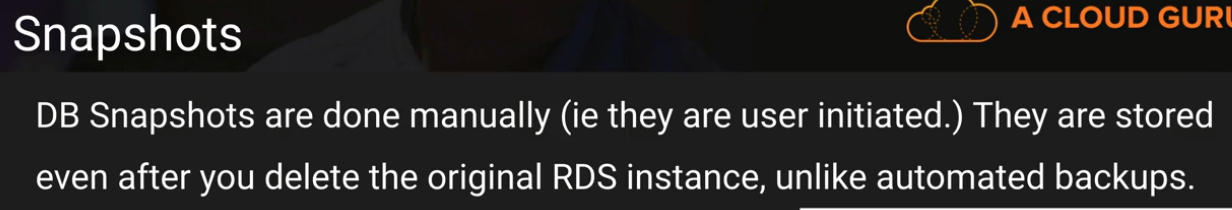 Snapshots
A CLOUD GURU
DB Snapshots are done manually (ie they are user initiated.) They are stored
even after you delete the original RDS instance, unlike automated backups.